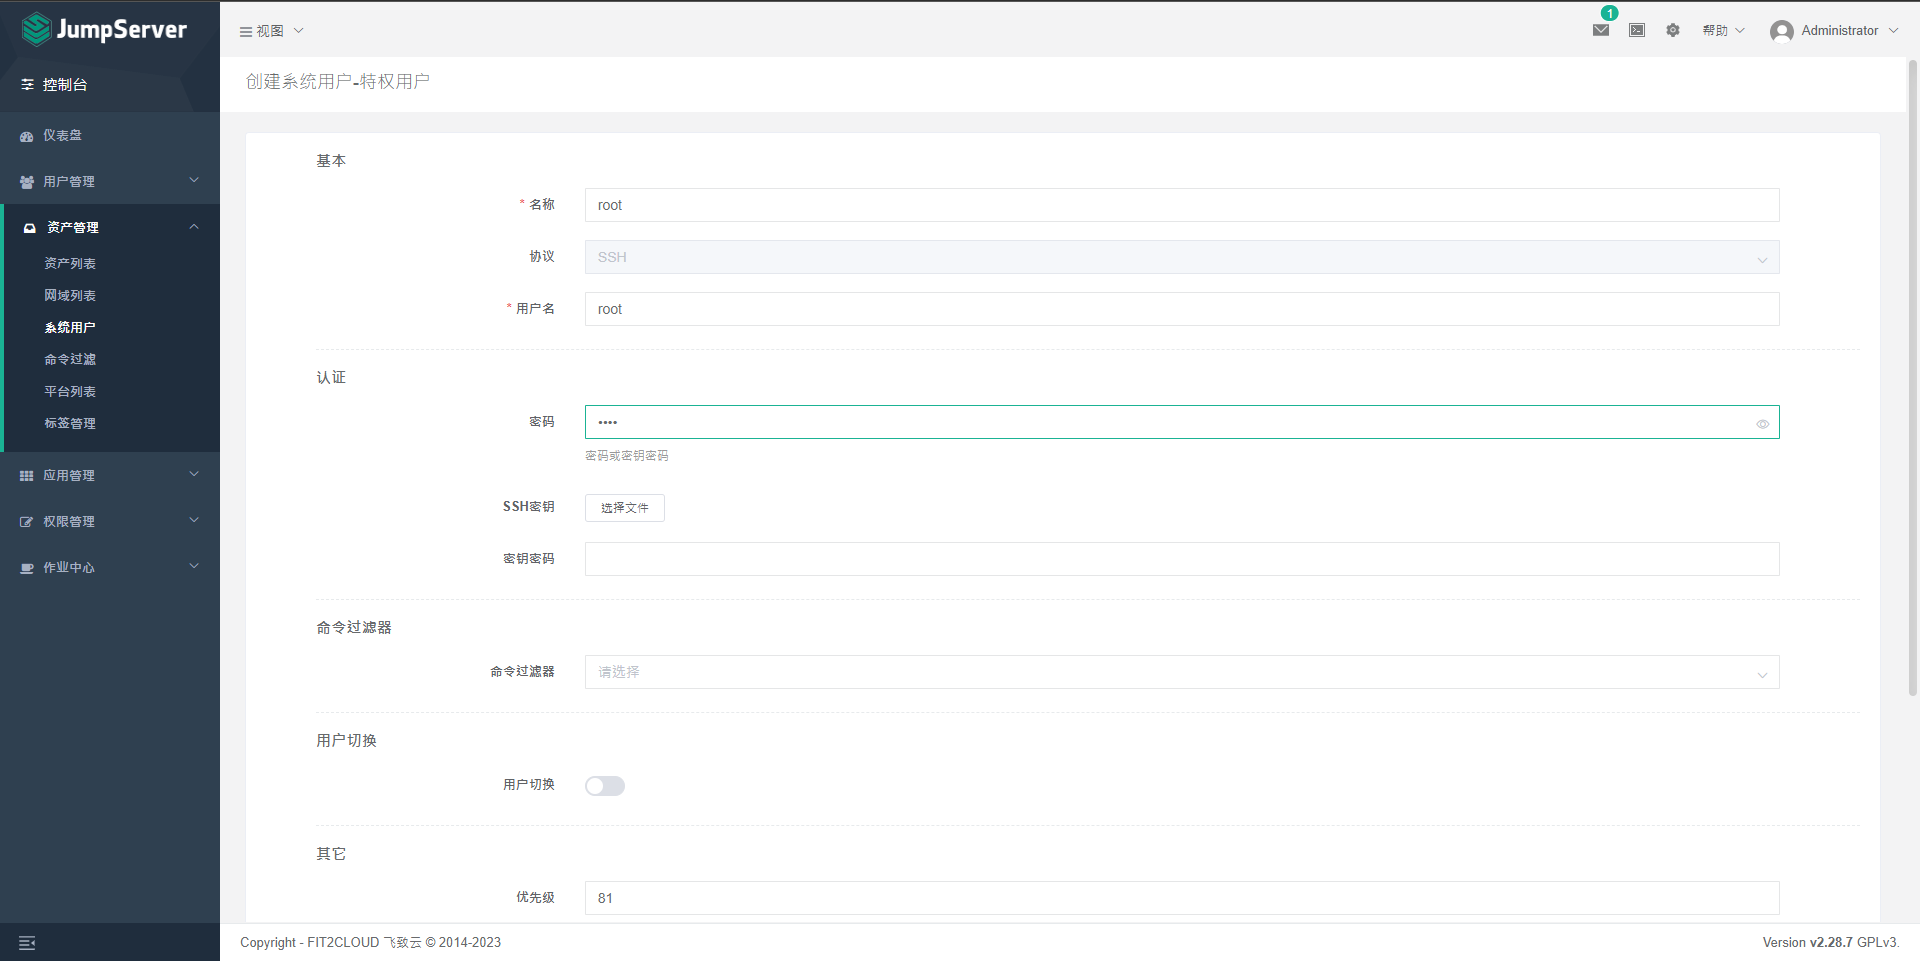 JumpServer
视图
1
帮助
Administrator
控制台
创建系统用户-特权用户
仪表盘
用户管理
资产管理
资产列表
网域列表
系统用户
命令过滤
平台列表
标签管理
应用管理
权限管理
作业中心
基本
* 名称 root
协议 SSH
* 用户名 root
认证
密码 ••••
密码或密钥密码
SSH密钥 选择文件
密钥密码
命令过滤器
命令过滤器 请选择
用户切换
用户切换
其它
优先级 81
Copyright - FIT2CLOUD 飞致云 © 2014-2023
Version v2.28.7 GPLv3.